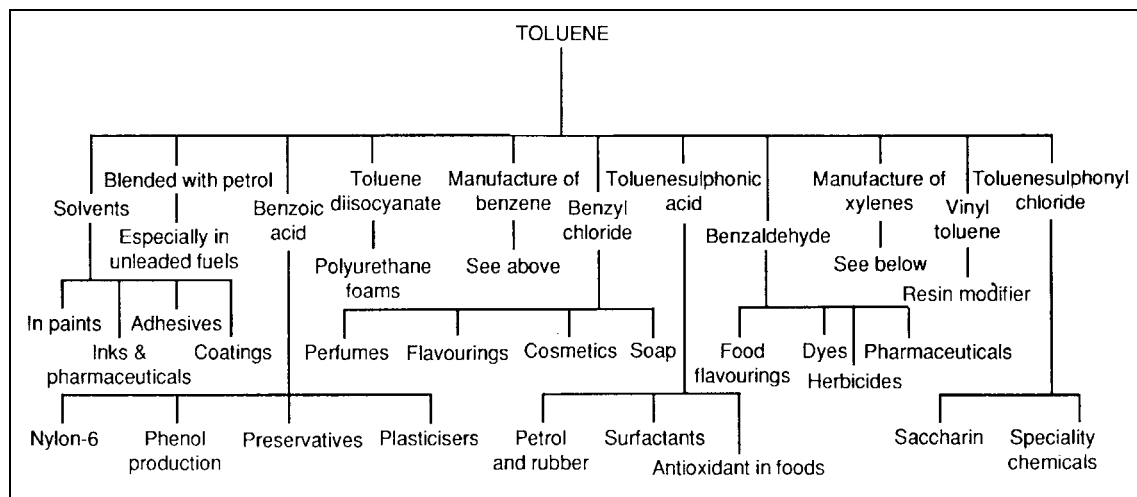 TOLUENE
Solvents
In paints
Inks &
pharmaceuticals
Adhesives
Coatings
Blended with petrol
Especially in
unleaded fuels
Benzoic
acid
Nylon-6
Phenol
production
Preservatives
Plasticisers
Toluene
diisocyanate
Polyurethane
foams
Manufacture of
benzene
See above
Benzyl
chloride
Perfumes
Flavourings
Cosmetics
Soap
Toluenesulphonic
acid
Petrol
and rubber
Surfactants
Antioxidant in foods
Benzaldehyde
Food
flavourings
Dyes
Herbicides
Pharmaceuticals
Manufacture of
xylenes
See below
Vinyl
toluene
Resin modifier
Toluenesulphonyl
chloride
Saccharin
Speciality
chemicals